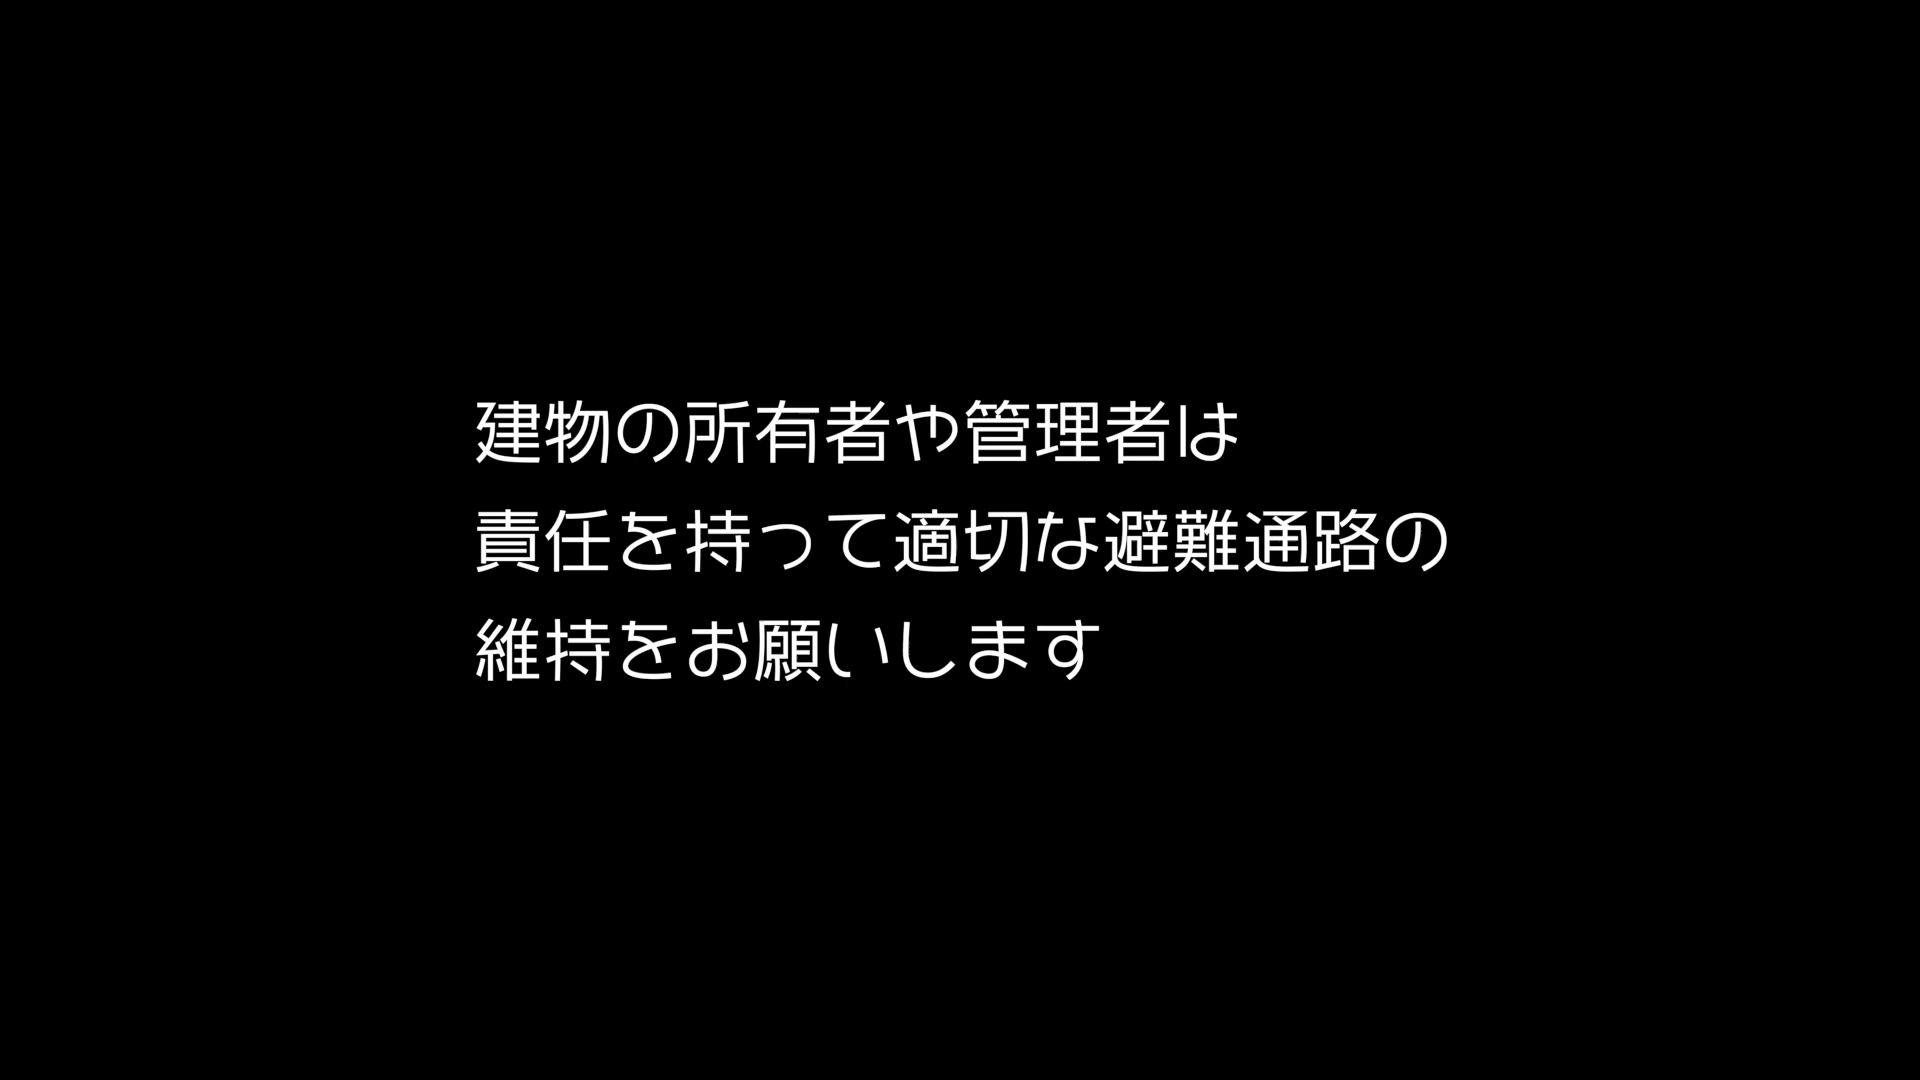 建物の所有者や管理者は
責任を持って適切な避難通路の
維持をお願いします